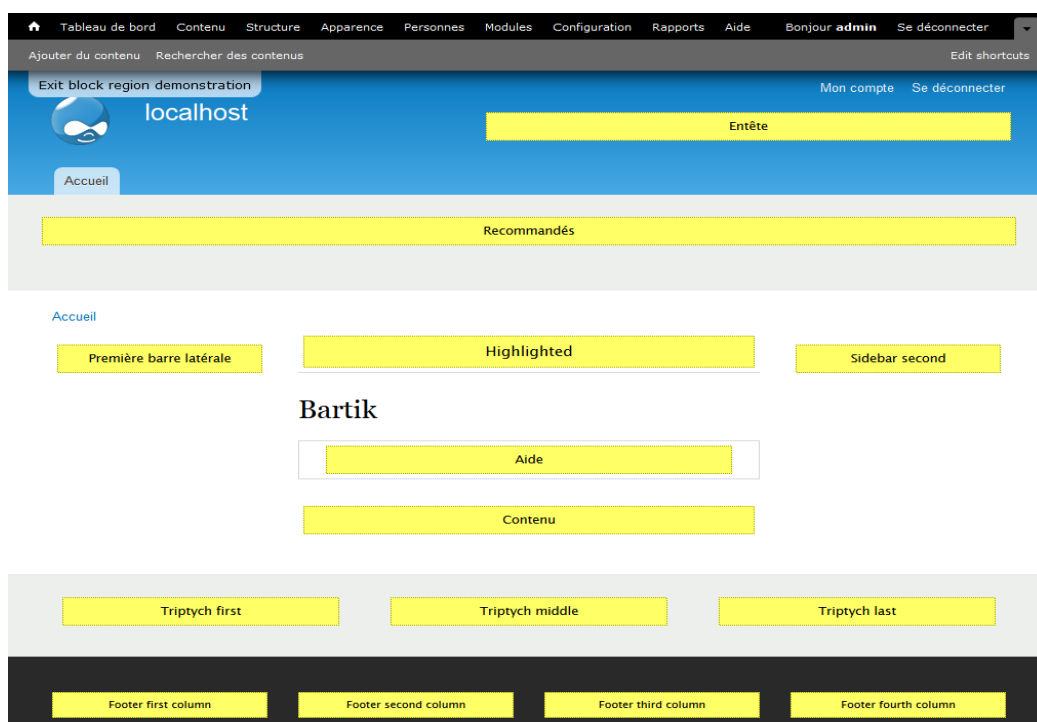 Tableau de bord Contenu Structure Apparence Personnes Modules Configuration Rapports Aide Bonjour admin Se déconnecter
Ajouter du contenu Rechercher des contenus Edit shortcuts
Exit block region demonstration
Mon compte Se déconnecter
localhost
Entête
Accueil
Recommandés
Accueil
Première barre latérale
Highlighted
Sidebar second
Bartik
Aide
Contenu
Triptych first Triptych middle Triptych last
Footer first column Footer second column Footer third column Footer fourth column